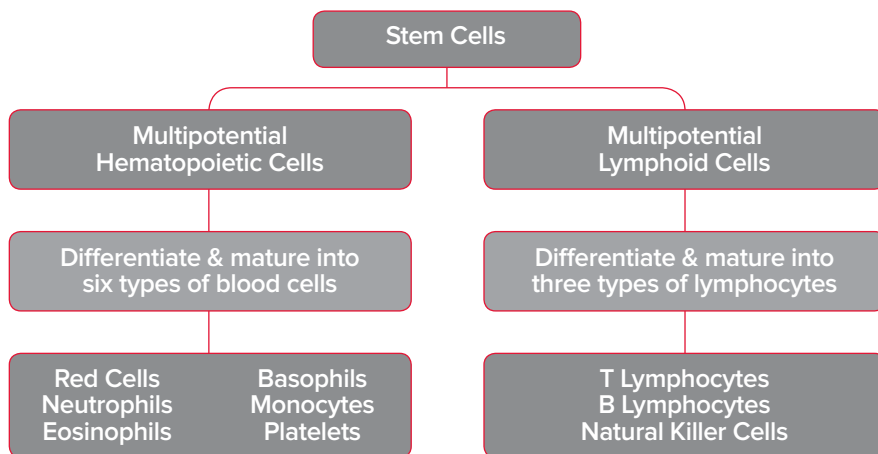 Stem Cells
Multipotential
Hematopoietic Cells
Multipotential
Lymphoid Cells
Differentiate & mature into
six types of blood cells
Differentiate & mature into
three types of lymphocytes
Red Cells
Neutrophils
Eosinophils
Basophils
Monocytes
Platelets
T Lymphocytes
B Lymphocytes
Natural Killer Cells